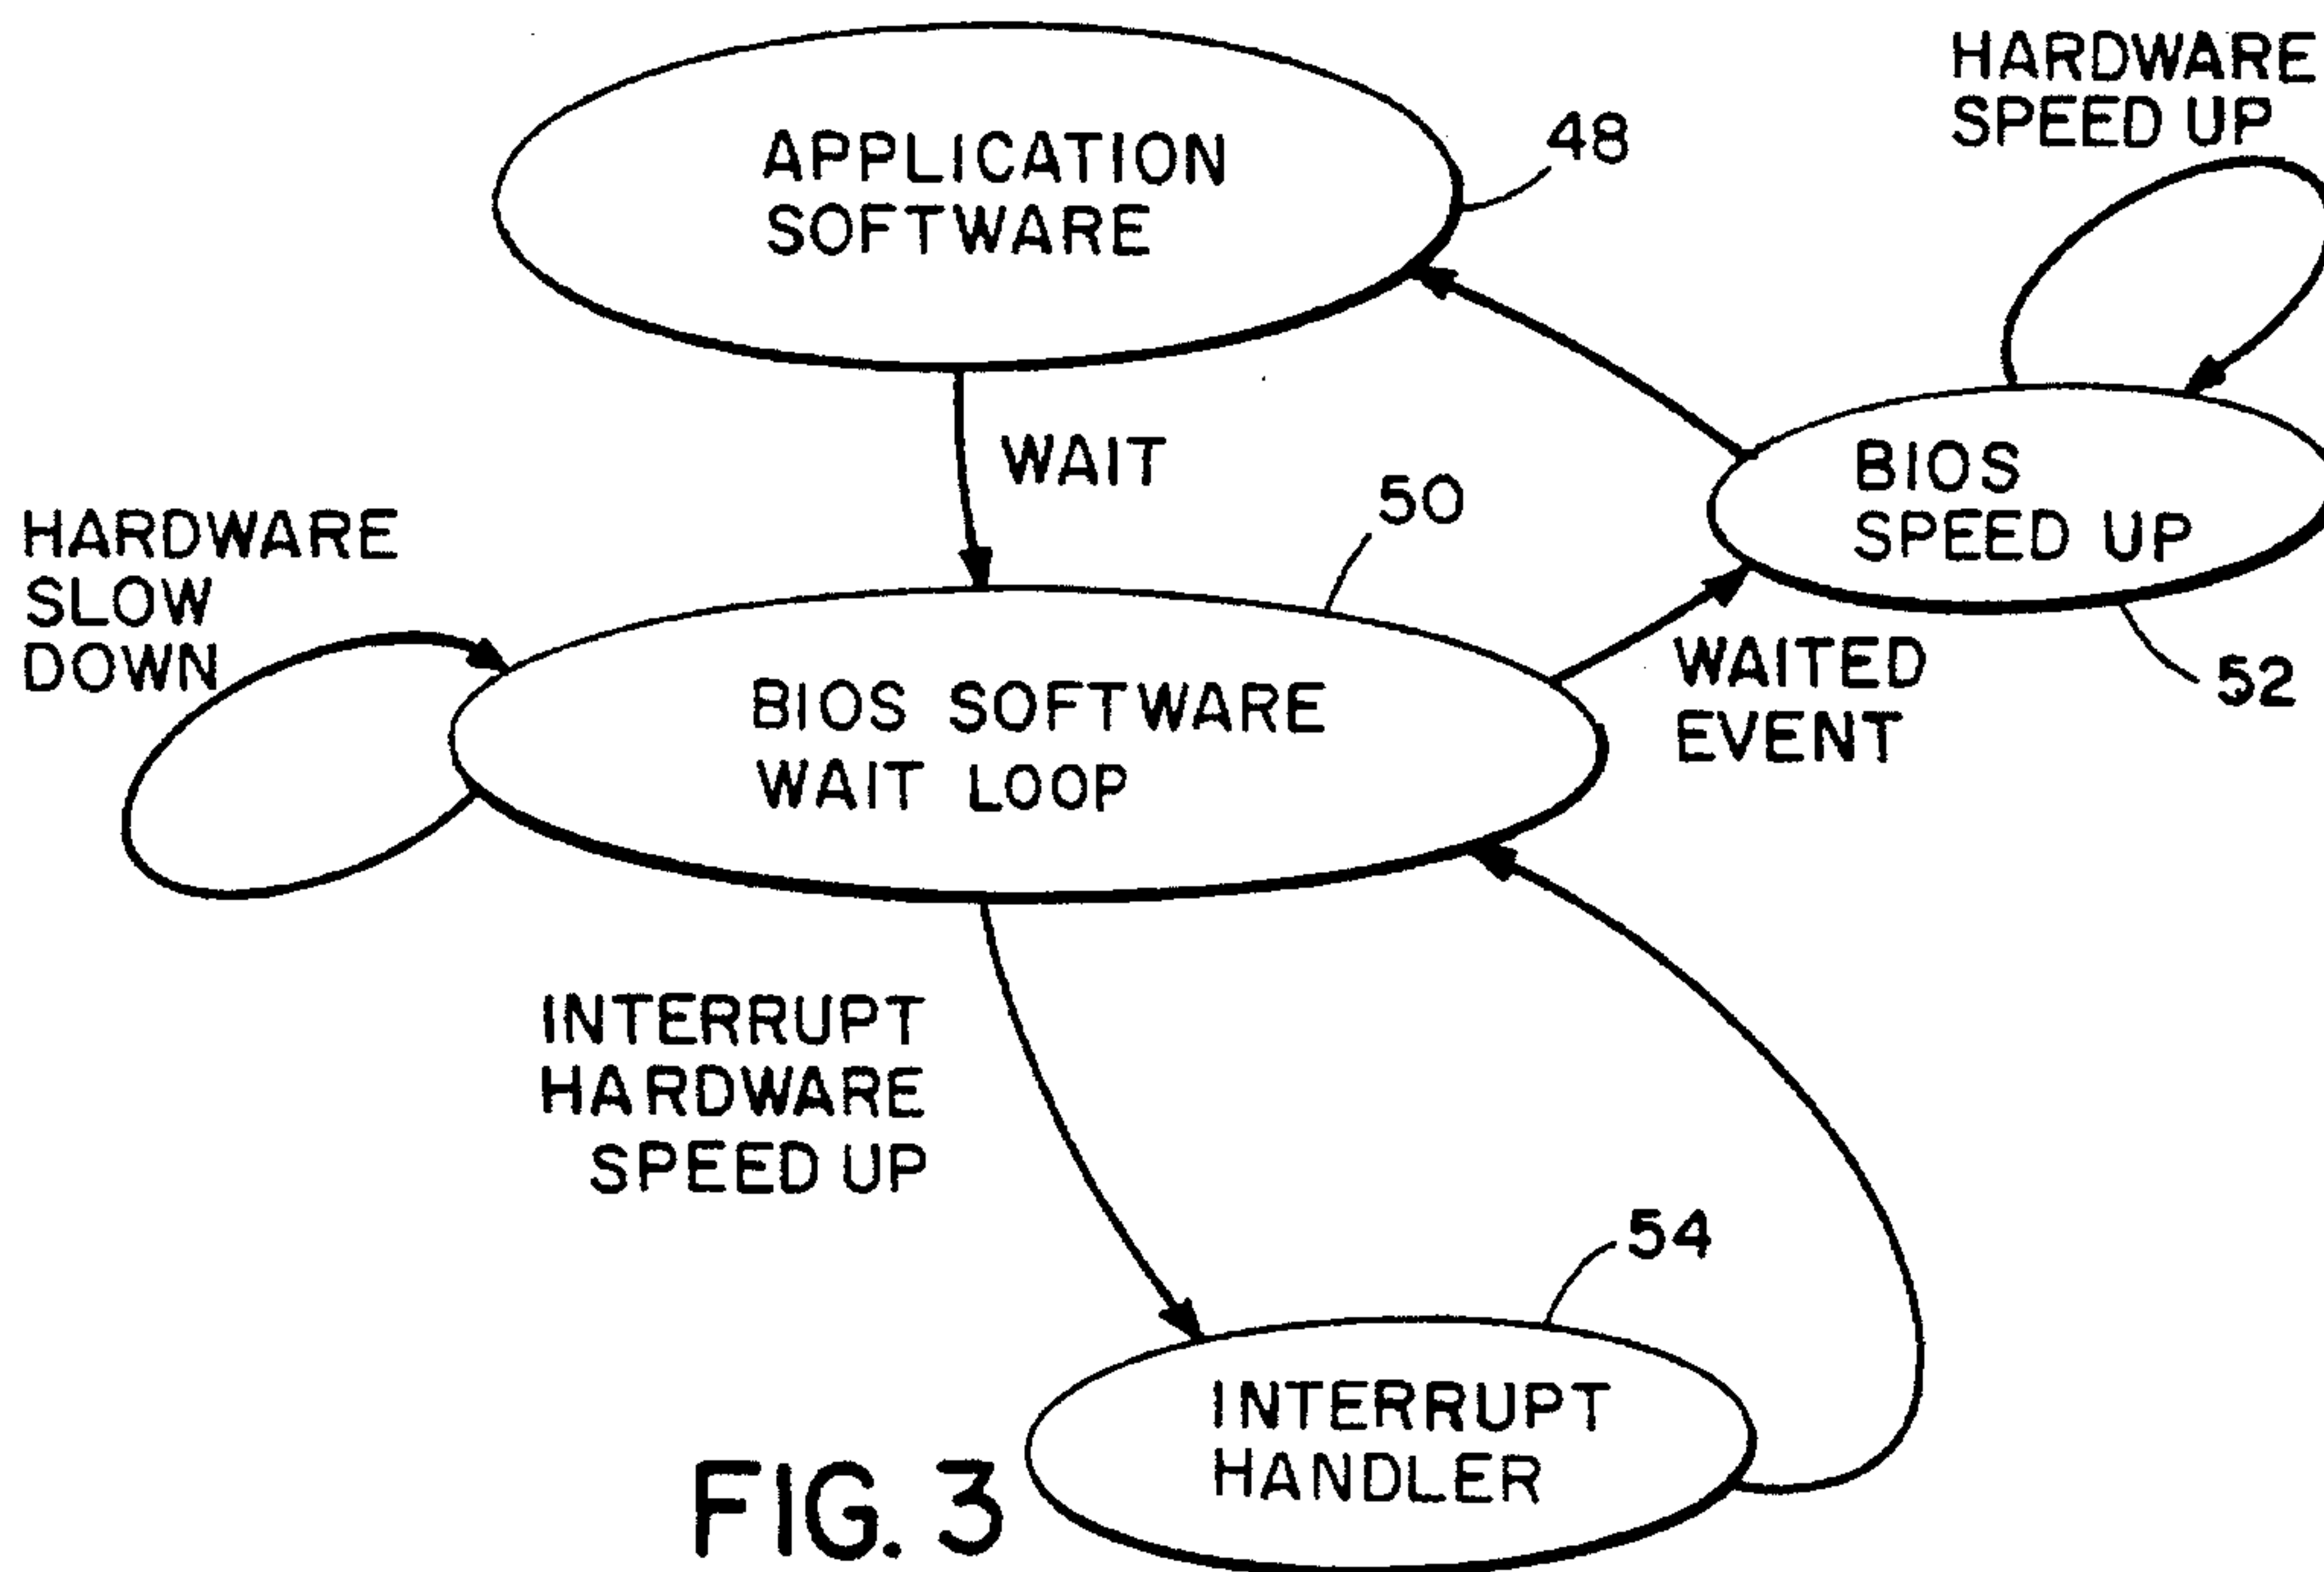 HARDWARE
SPEED UP
APPLICATION
SOFTWARE
48
WAIT
BIOS
SPEED UP
50
52
HARDWARE
SLOW
DOWN
WAITED
EVENT
BIOS SOFTWARE
WAIT LOOP
INTERRUPT
HARDWARE
SPEED UP
54
INTERRUPT
HANDLER
FIG. 3